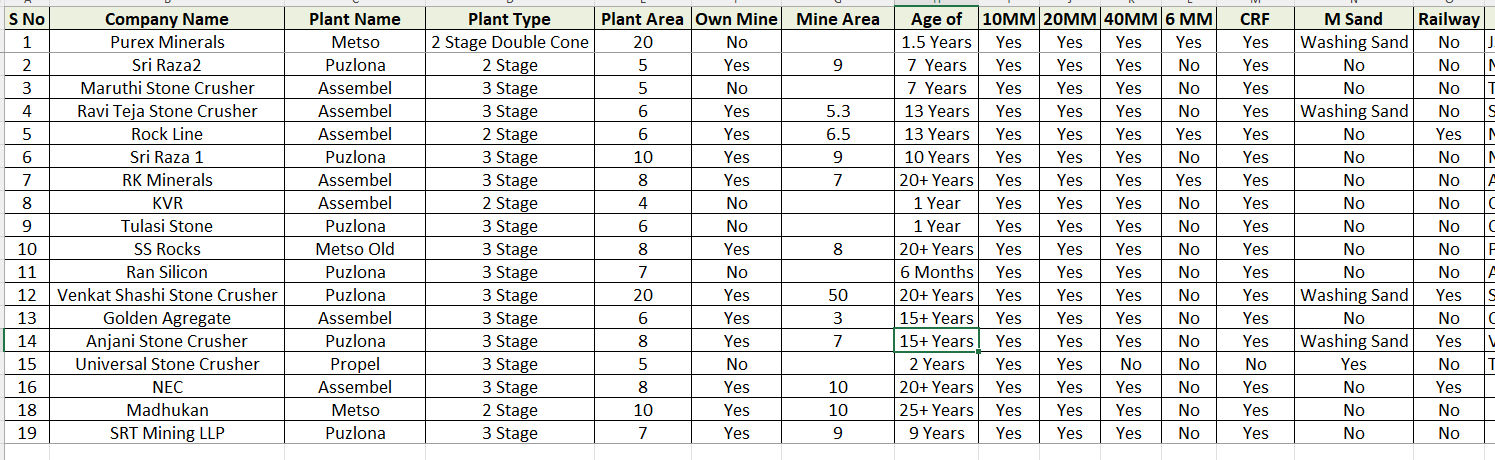 S No Company Name Plant Name Plant Type Plant Area Own Mine Mine Area Age of 10MM 20MM 40MM 6 MM CRF M Sand Railway
1 Purex Minerals Metso 2 Stage Double Cone 20 No 1.5 Years Yes Yes Yes Yes Yes Washing Sand No
2 Sri Raza2 Puzlona 2 Stage 5 Yes 9 7 Years Yes Yes Yes No Yes No No
3 Maruthi Stone Crusher Assembel 3 Stage 5 No 7 Years Yes Yes Yes No Yes No No
4 Ravi Teja Stone Crusher Assembel 3 Stage 6 Yes 5.3 13 Years Yes Yes Yes No Yes Washing Sand No
5 Rock Line Assembel 2 Stage 6 Yes 6.5 13 Years Yes Yes Yes Yes Yes No Yes
6 Sri Raza 1 Puzlona 3 Stage 10 Yes 9 10 Years Yes Yes Yes No Yes No No
7 RK Minerals Assembel 3 Stage 8 Yes 7 20+ Years Yes Yes Yes Yes Yes No No
8 KVR Assembel 2 Stage 4 No 1 Year Yes Yes Yes No Yes No No
9 Tulasi Stone Puzlona 3 Stage 6 No 1 Year Yes Yes Yes No Yes No No
10 SS Rocks Metso Old 3 Stage 8 Yes 8 20+ Years Yes Yes Yes No Yes No No
11 Ran Silicon Puzlona 3 Stage 7 No 6 Months Yes Yes Yes No Yes No No
12 Venkat Shashi Stone Crusher Puzlona 3 Stage 20 Yes 50 20+ Years Yes Yes Yes No Yes Washing Sand Yes
13 Golden Agregate Assembel 3 Stage 6 Yes 3 15+ Years Yes Yes Yes No Yes No No
14 Anjani Stone Crusher Puzlona 3 Stage 8 Yes 7 15+ Years Yes Yes Yes No Yes Washing Sand Yes
15 Universal Stone Crusher Propel 3 Stage 5 No 2 Years Yes Yes No No No Yes No
16 NEC Assembel 3 Stage 8 Yes 10 20+ Years Yes Yes Yes No Yes No Yes
18 Madhukan Metso 2 Stage 10 Yes 10 25+ Years Yes Yes Yes No Yes No No
19 SRT Mining LLP Puzlona 3 Stage 7 Yes 9 9 Years Yes Yes Yes No Yes No No